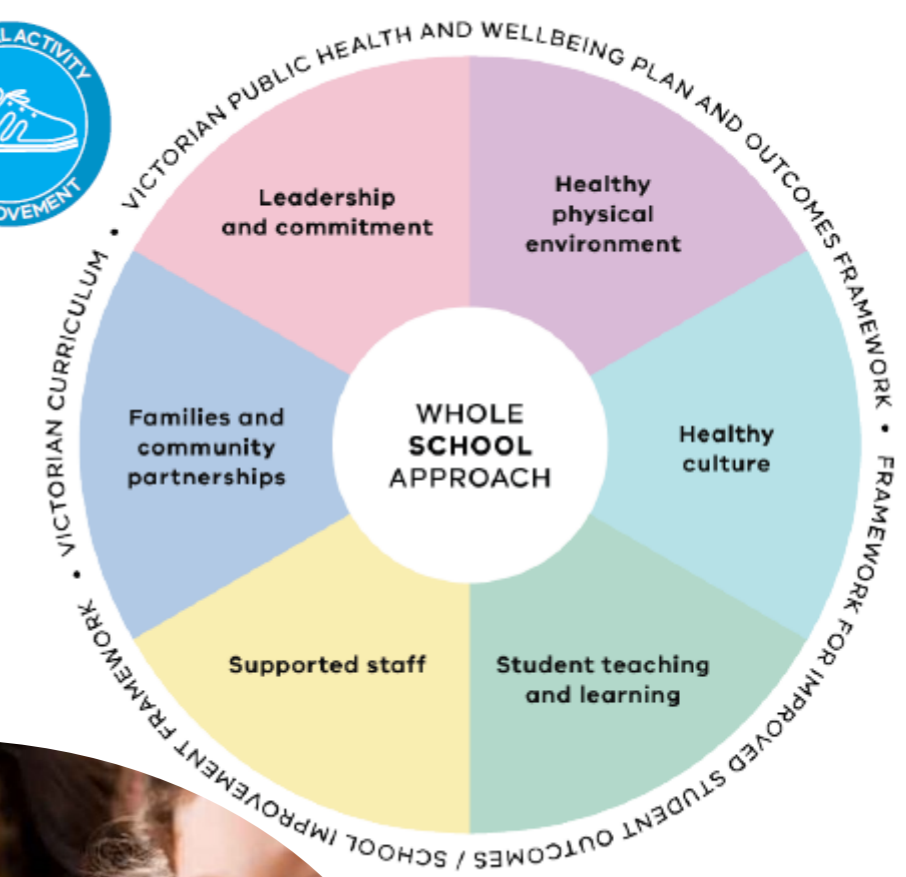 VICTORIAN PUBLIC HEALTH AND WELLBEING PLAN AND OUTCOMES FRAMEWORK •
FRAMEWORK FOR IMPROVED STUDENT OUTCOMES / SCHOOL IMPROVEMENT FRAMEWORK •
VICTORIAN CURRICULUM •
ACTIVITY
Leadership
and commitment
Healthy
physical
environment
Families and
community
partnerships
WHOLE
SCHOOL
APPROACH
Healthy
culture
Supported staff
Student teaching
and learning